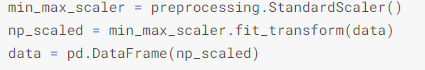 min_max_scaler = preprocessing.StandardScaler()
np_scaled = min_max_scaler.fit_transform(data)
data = pd.DataFrame(np_scaled)